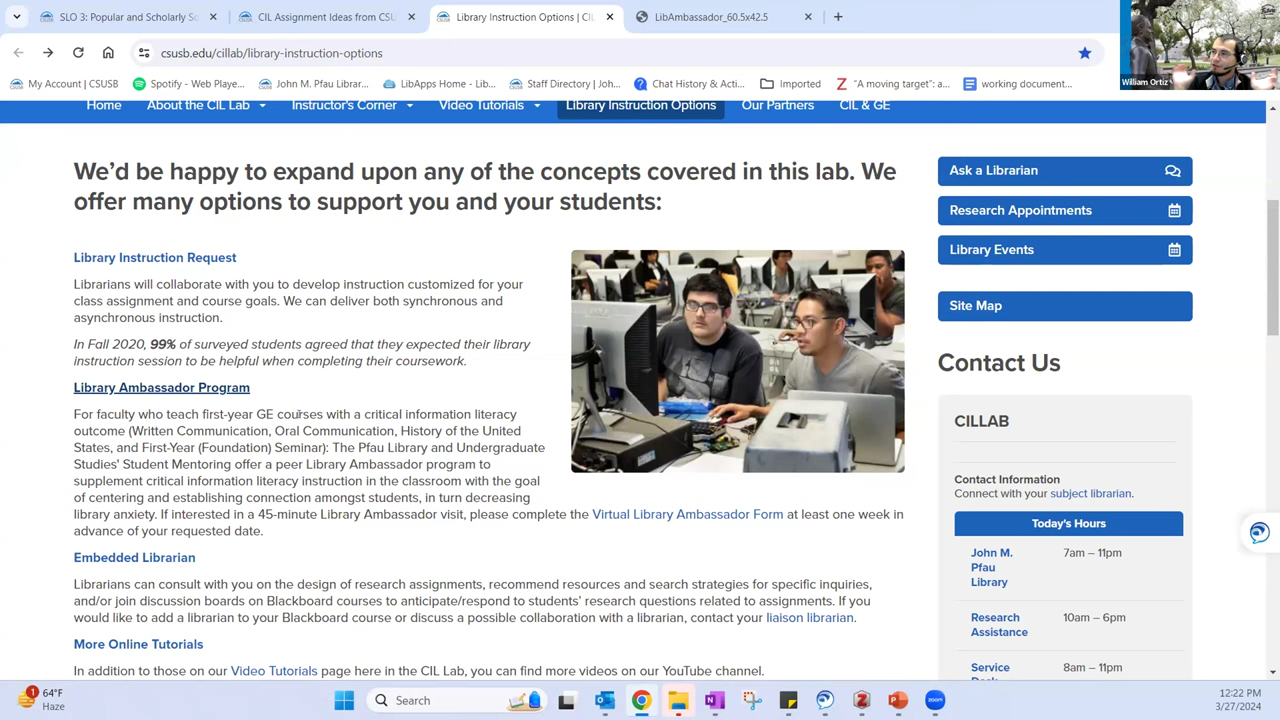 SLO 3: Popular and Scholarly So
CIL Assignment Ideas from CSU
Library Instruction Options | CIL
LibAmbassador_60.5x42.5
csusb.edu/cillab/library-instruction-options
My Account | CSUSB
Spotify - Web Playe...
John M. Pfau Librar...
LibApps Home - Lib...
Staff Directory | Joh...
Chat History & Acti...
Imported
"A moving target": a...
working document...
William Ortiz
Home
About the CIL Lab
Instructor's Corner
Video Tutorials
Library Instruction Options
Our Partners
CIL & GE
We'd be happy to expand upon any of the concepts covered in this lab. We
offer many options to support you and your students:
Library Instruction Request
Librarians will collaborate with you to develop instruction customized for your
class assignment and course goals. We can deliver both synchronous and
asynchronous instruction.
In Fall 2020, 99% of surveyed students agreed that they expected their library
instruction session to be helpful when completing their coursework.
Library Ambassador Program
For faculty who teach first-year GE courses with a critical information literacy
outcome (Written Communication, Oral Communication, History of the United
States, and First-Year (Foundation) Seminar): The Pfau Library and Undergraduate
Studies' Student Mentoring offer a peer Library Ambassador program to
supplement critical information literacy instruction in the classroom with the goal
of centering and establishing connection amongst students, in turn decreasing
library anxiety. If interested in a 45-minute Library Ambassador visit, please complete the Virtual Library Ambassador Form at least one week in
advance of your requested date.
Embedded Librarian
Librarians can consult with you on the design of research assignments, recommend resources and search strategies for specific inquiries,
and/or join discussion boards on Blackboard courses to anticipate/respond to students' research questions related to assignments. If you
would like to add a librarian to your Blackboard course or discuss a possible collaboration with a librarian, contact your liaison librarian.
More Online Tutorials
In addition to those on our Video Tutorials page here in the CIL Lab, you can find more videos on our YouTube channel.
Ask a Librarian
Research Appointments
Library Events
Site Map
Contact Us
CILLAB
Contact Information
Connect with your subject librarian.
Today's Hours
John M.
Pfau
Library
7am – 11pm
Research
Assistance
10am – 6pm
Service
8am – 11pm
1
64°F
Haze
Search
zoom
12:22 PM
3/27/2024